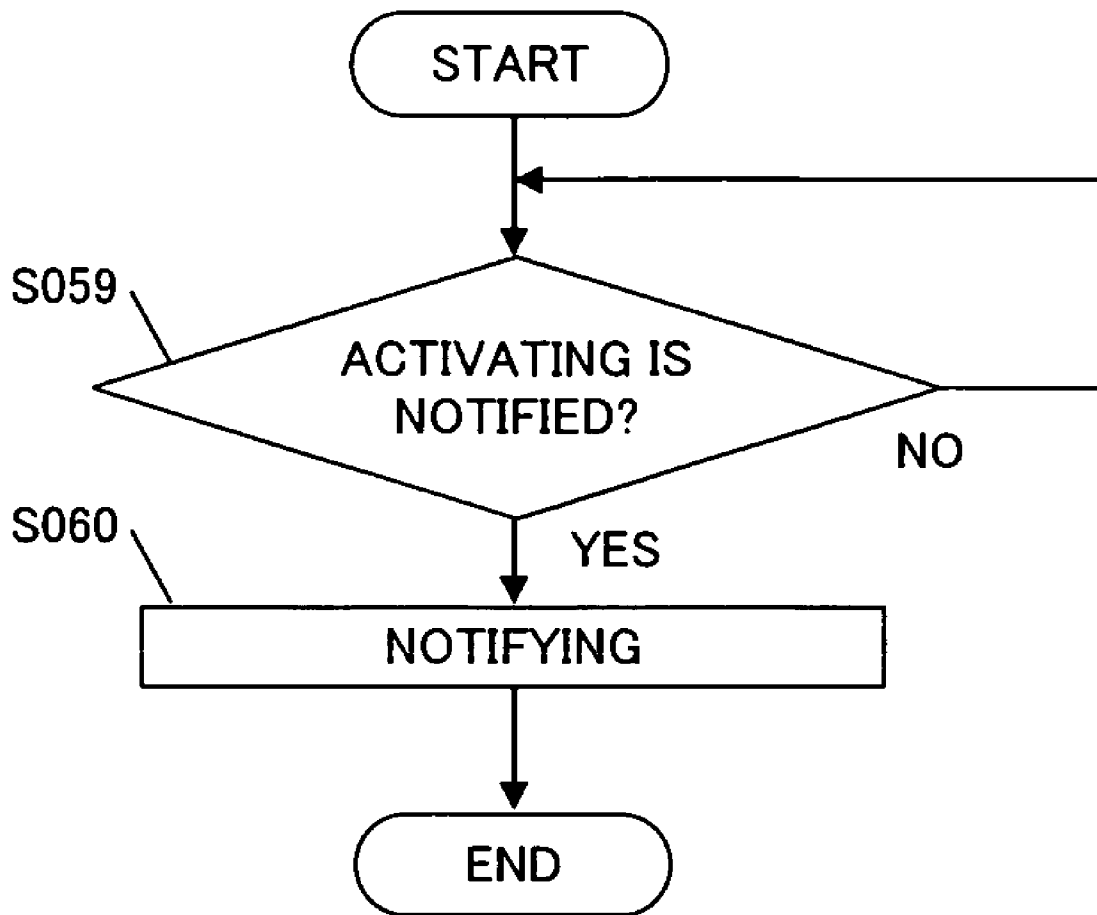 START
S059
ACTIVATING IS
NOTIFIED?
NO
S060
YES
NOTIFYING
END